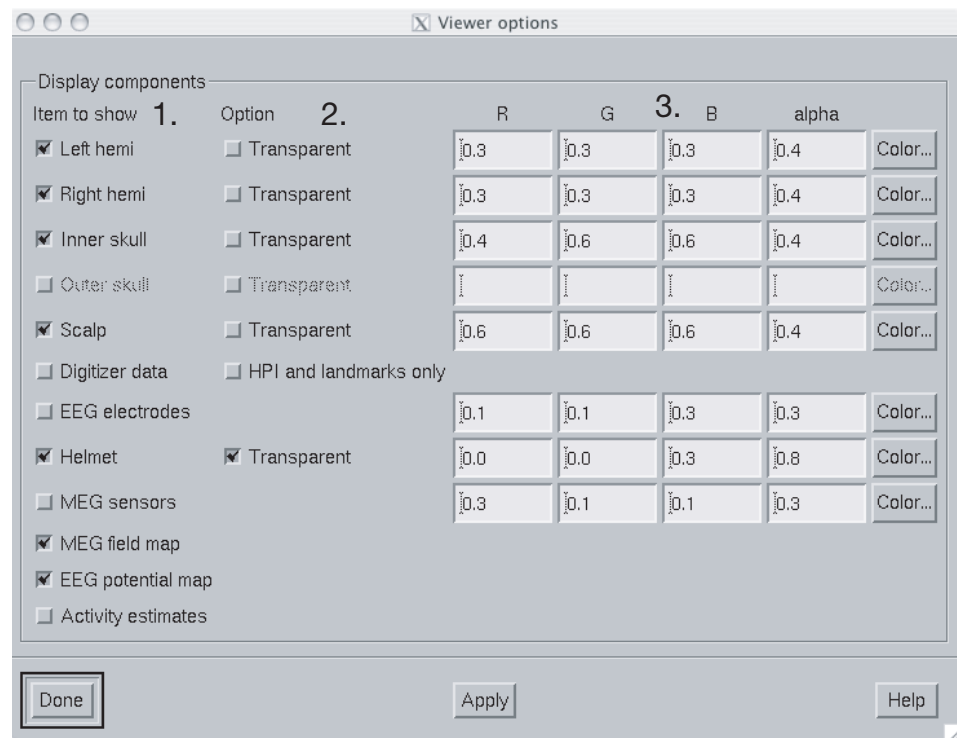 X Viewer options
Display components
Item to show 1. Option 2. R G 3. B alpha
Left hemi Transparent 0.3 0.3 0.3 0.4 Color...
Right hemi Transparent 0.3 0.3 0.3 0.4 Color...
Inner skull Transparent 0.4 0.6 0.6 0.4 Color...
Outer skull Transparent Color...
Scalp Transparent 0.6 0.6 0.6 0.4 Color...
Digitizer data HPI and landmarks only
EEG electrodes 0.1 0.1 0.3 0.3 Color...
Helmet Transparent 0.0 0.0 0.3 0.8 Color...
MEG sensors 0.3 0.1 0.1 0.3 Color...
MEG field map
EEG potential map
Activity estimates
Done Apply Help